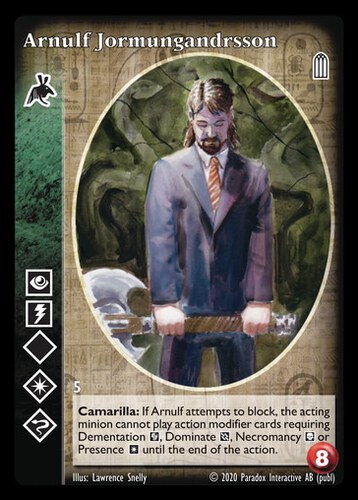 Arnulf Jormungandrsson
5
Camarilla: If Arnulf attempts to block, the acting
minion cannot play action modifier cards requiring
Dementation, Dominate, Necromancy or
Presence until the end of the action.
8
Illus: Lawrence Snelly © 2020 Paradox Interactive AB (publ)